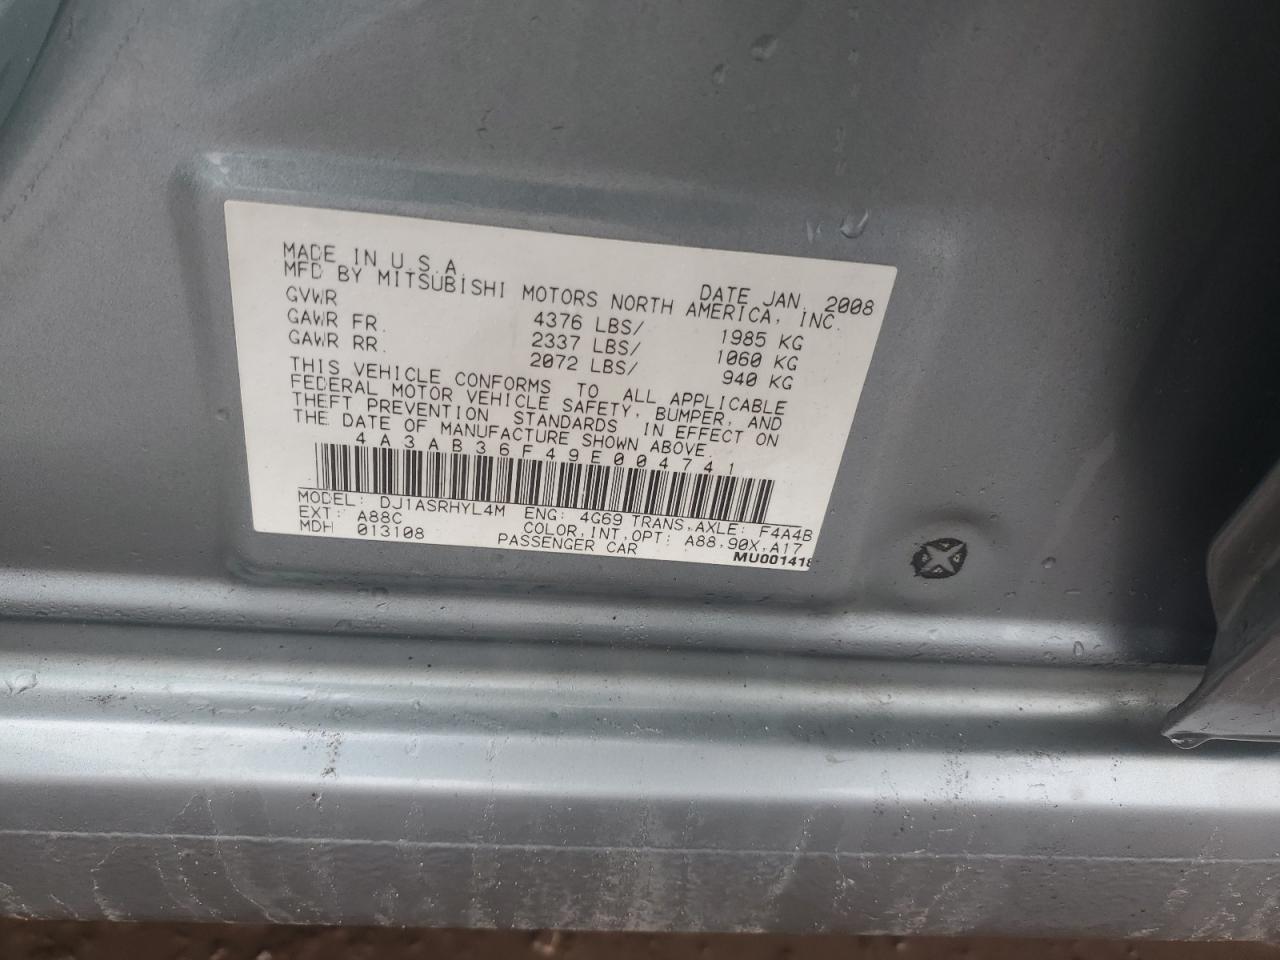 MADE IN U.S.A. DATE JAN. 2008
MFD BY MITSUBISHI MOTORS NORTH AMERICA, INC.
GVWR 4376 LBS/ 1985 KG
GAWR FR. 2337 LBS/ 1060 KG
GAWR RR. 2072 LBS/ 940 KG
THIS VEHICLE CONFORMS TO ALL APPLICABLE
FEDERAL MOTOR VEHICLE SAFETY, BUMPER, AND
THEFT PREVENTION STANDARDS IN EFFECT ON
THE DATE OF MANUFACTURE SHOWN ABOVE.
4A3AB36F49E004741
MODEL: DJ1ASRHYL4M ENG: 4G69 TRANS,AXLE: F4A4B
EXT: A88C COLOR,INT,OPT: A88,90X,A17
MDH 013108 PASSENGER CAR
MU001418